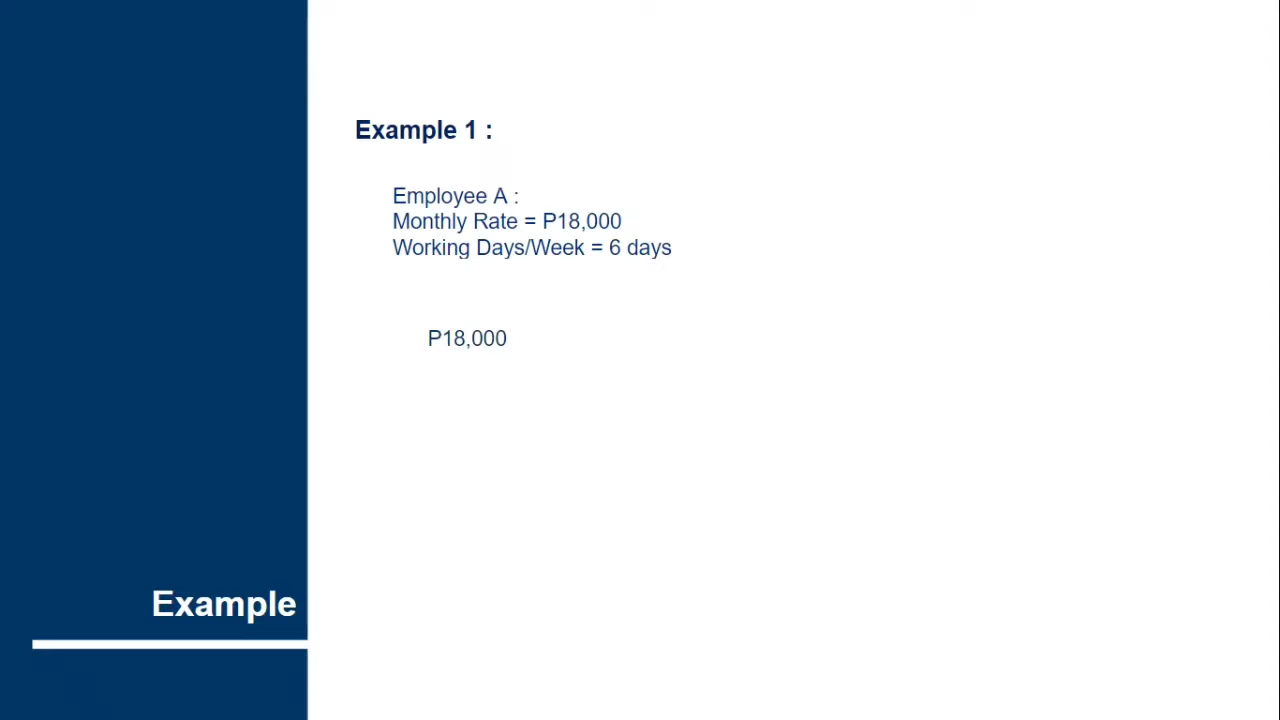 Example 1 :
Employee A :
Monthly Rate = P18,000
Working Days/Week = 6 days
P18,000
Example